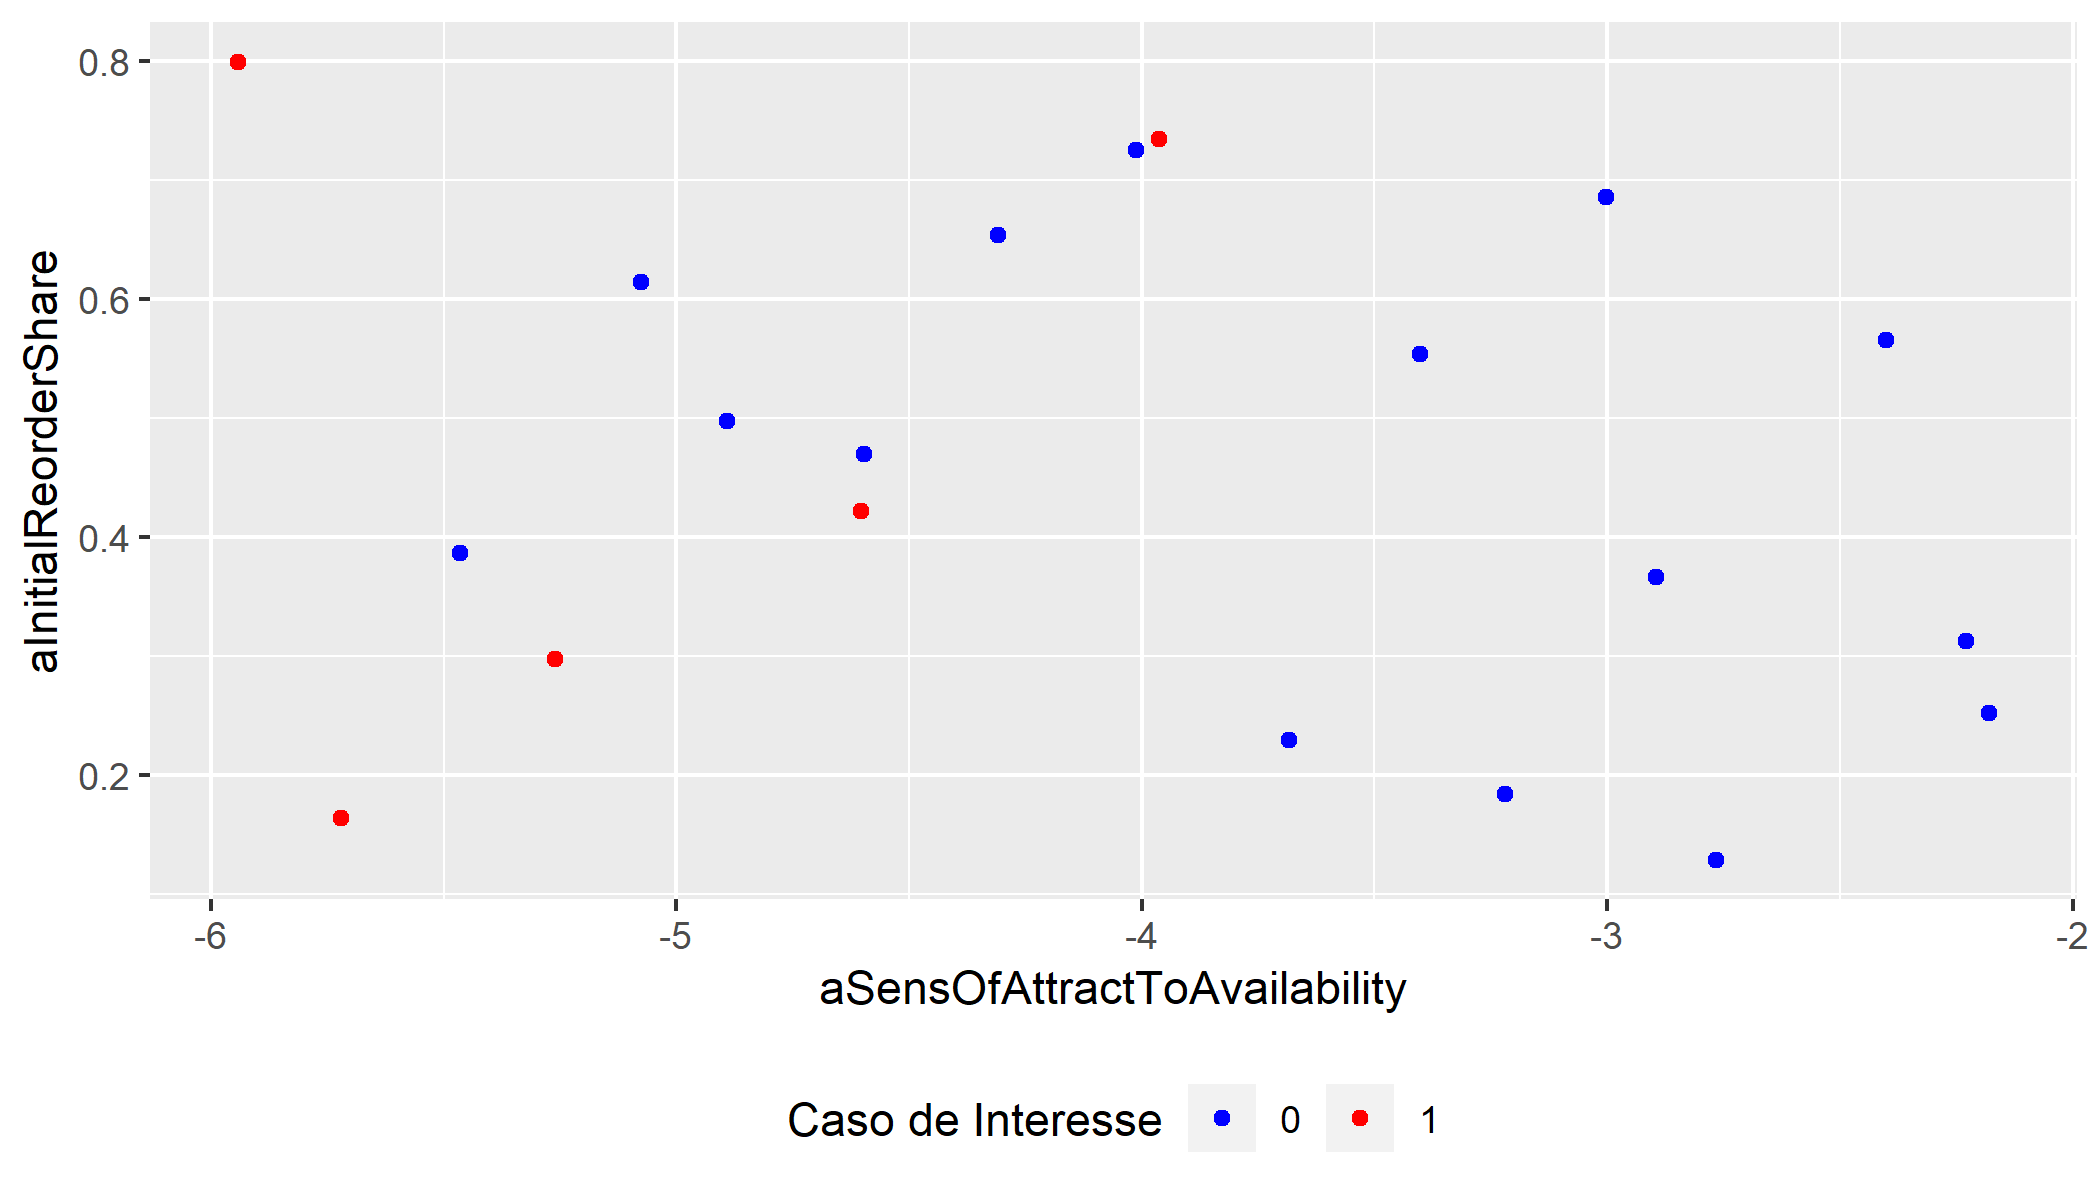 0.8
0.6
0.4
0.2
aInitialReorderShare
-6 -5 -4 -3 -2
aSensOfAttractToAvailability
Caso de Interesse 0 1